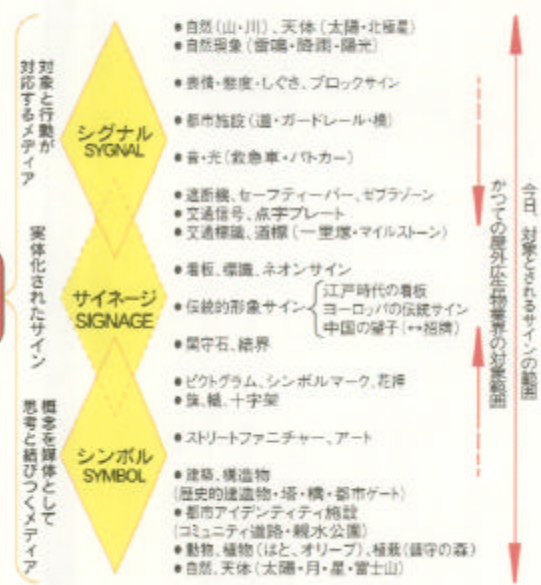 対象と行動が
対応するメディア
シグナル
SYGNAL
●自然(山・川)、天体(太陽・北極星)
●自然現象(雷鳴・降雨・陽光)
●表情・態度・しぐさ、ブロックサイン
●都市施設(道・ガードレール・橋)
●音・光(救急車・パトカー)
●遮断機、セーフティーバー、ゼブラゾーン
●交通信号、点字プレート
●交通標識、道標(一里塚・マイルストーン)
実体化されたサイン
サイネージ
SIGNAGE
●看板、標識、ネオンサイン
●伝統的形象サイン
江戸時代の看板
ヨーロッパの伝統サイン
中国の望子(↔招牌)
●関守石、結界
概念を媒体として
思考と結びつくメディア
シンボル
SYMBOL
●ピクトグラム、シンボルマーク、花押
●旗、幟、十字架
●ストリートファニチャー、アート
●建築、構造物
(歴史的建造物・塔・橋・都市ゲート)
●都市アイデンティティ施設
(コミュニティ道路・親水公園)
●動物、植物(はと、オリーブ)、植栽(鎮守の森)
●自然、天体(太陽・月・星・富士山)
かつての屋外広告物業界の対象範囲
今日、対象とされるサインの範囲